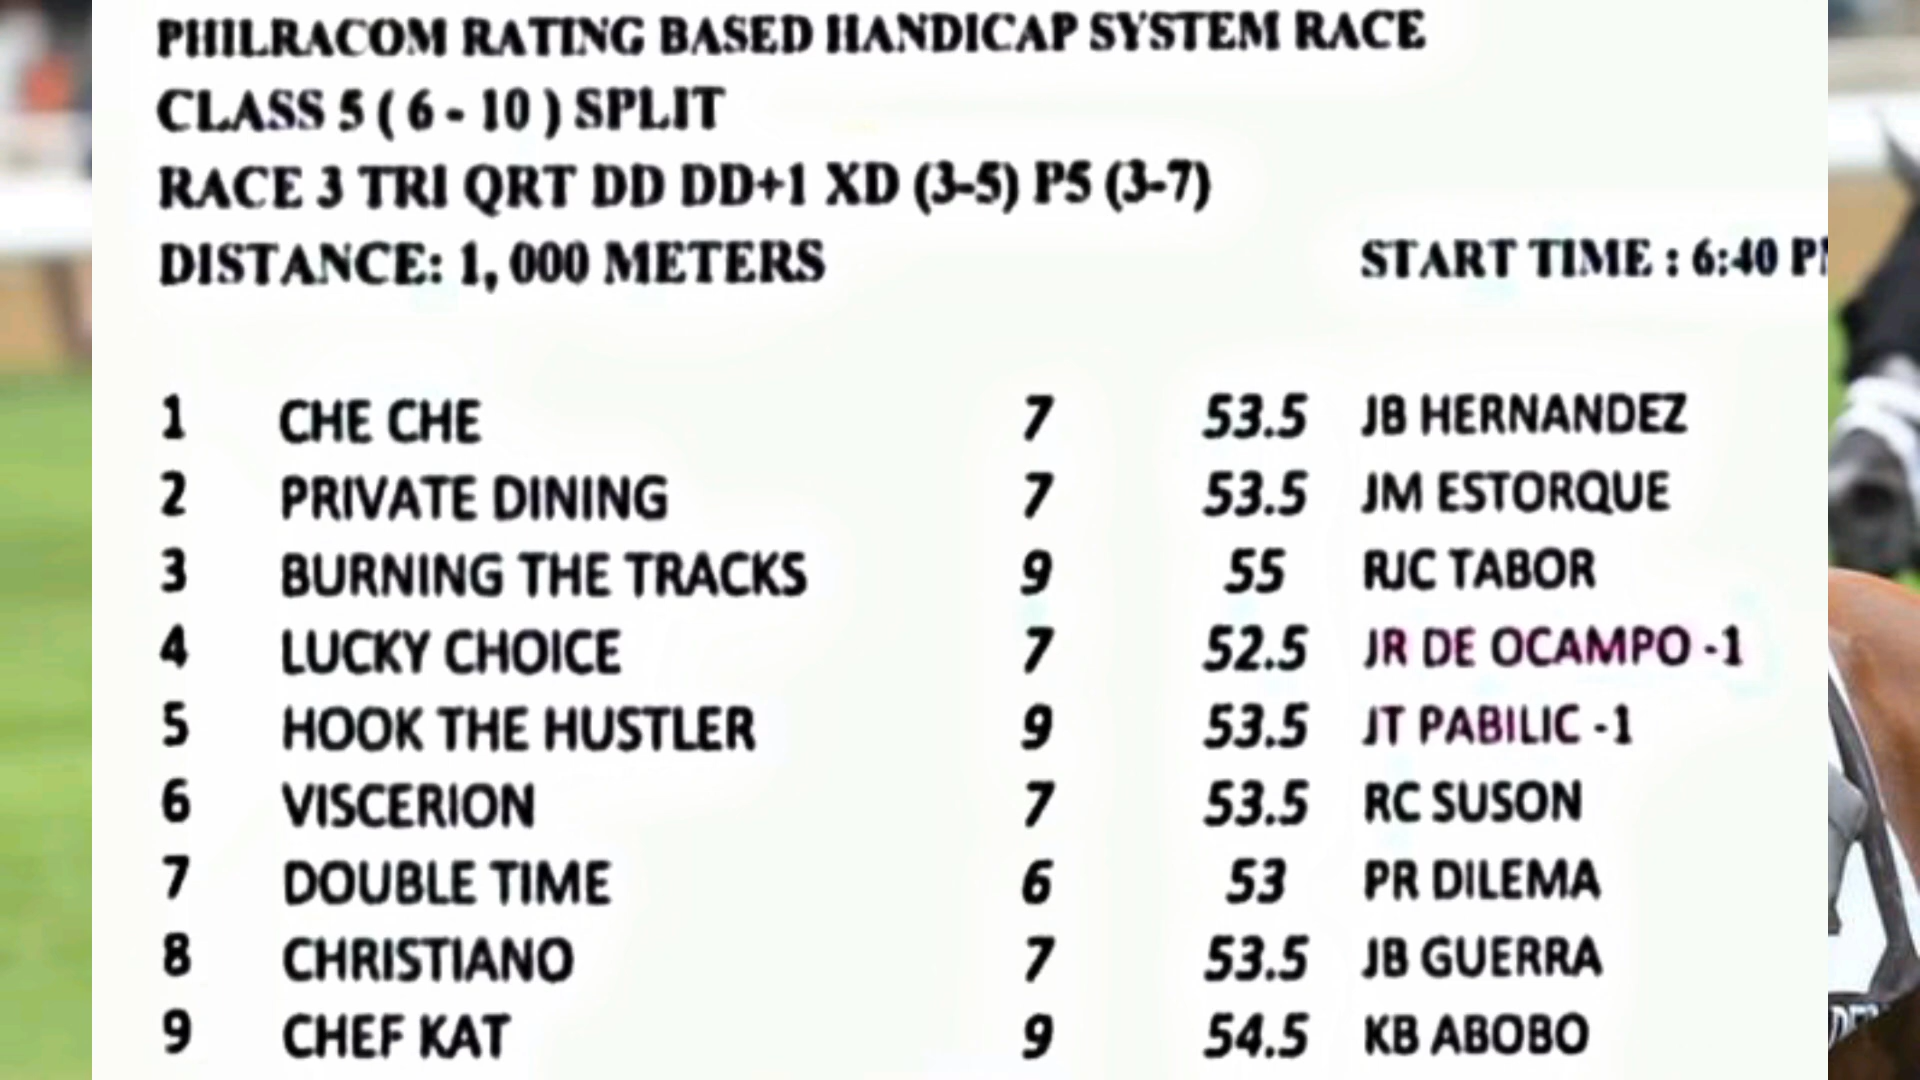 PHILRACOM RATING BASED HANDICAP SYSTEM RACE
CLASS 5 ( 6 - 10 ) SPLIT
RACE 3 TRI QRT DD DD+1 XD (3-5) P5 (3-7)
DISTANCE: 1, 000 METERS START TIME : 6:40 P
1 CHE CHE 7 53.5 JB HERNANDEZ
2 PRIVATE DINING 7 53.5 JM ESTORQUE
3 BURNING THE TRACKS 9 55 RJC TABOR
4 LUCKY CHOICE 7 52.5 JR DE OCAMPO -1
5 HOOK THE HUSTLER 9 53.5 JT PABILIC -1
6 VISCERION 7 53.5 RC SUSON
7 DOUBLE TIME 6 53 PR DILEMA
8 CHRISTIANO 7 53.5 JB GUERRA
9 CHEF KAT 9 54.5 KB ABOBO